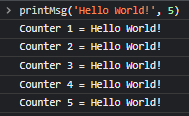 > printMsg('Hello World!', 5)
Counter 1 = Hello World!
Counter 2 = Hello World!
Counter 3 = Hello World!
Counter 4 = Hello World!
Counter 5 = Hello World!